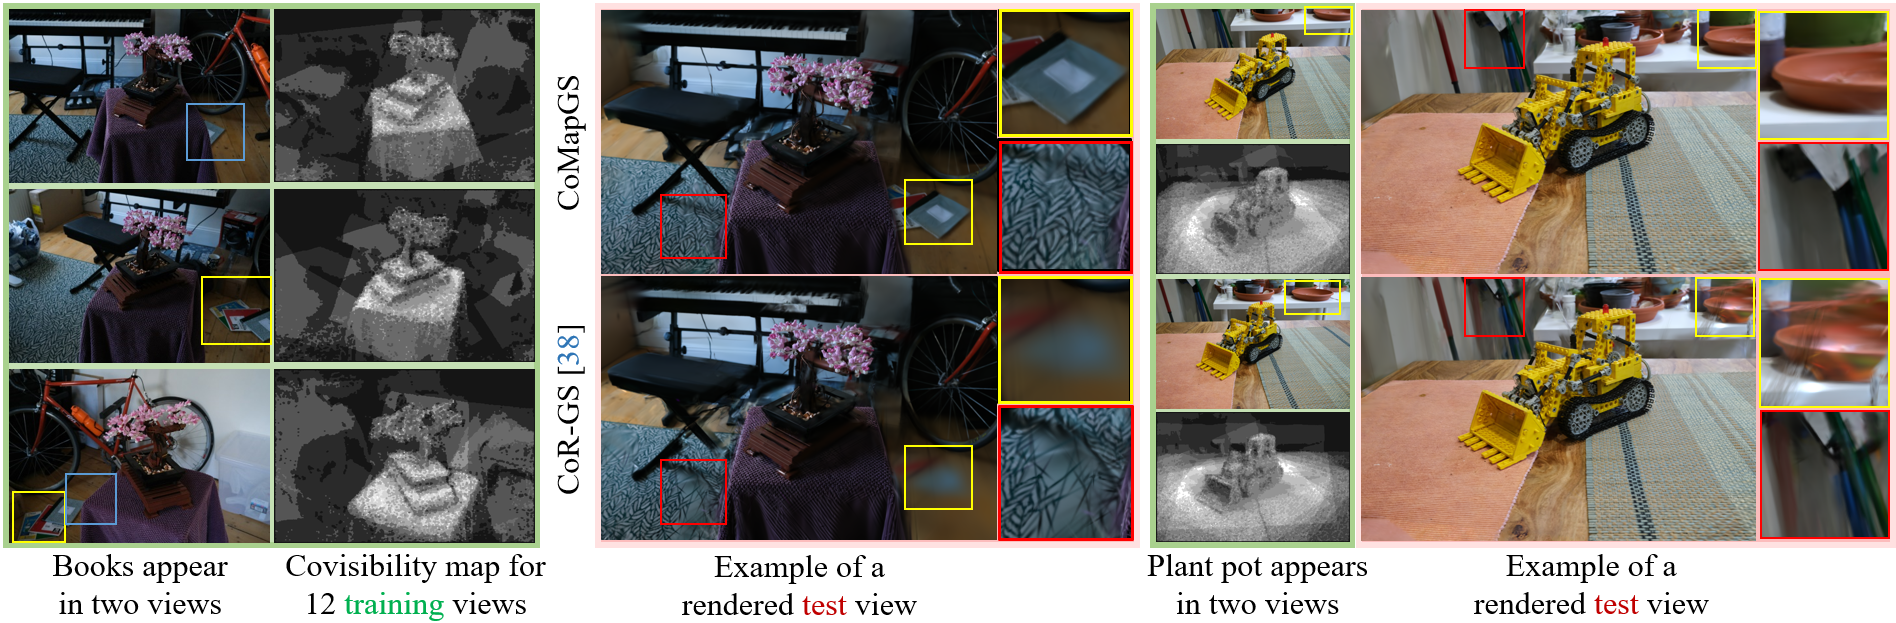 CoMapGS
CoR-GS [38]
Books appear
in two views
Covisibility map for
12 training views
Example of a
rendered test view
Plant pot appears
in two views
Example of a
rendered test view